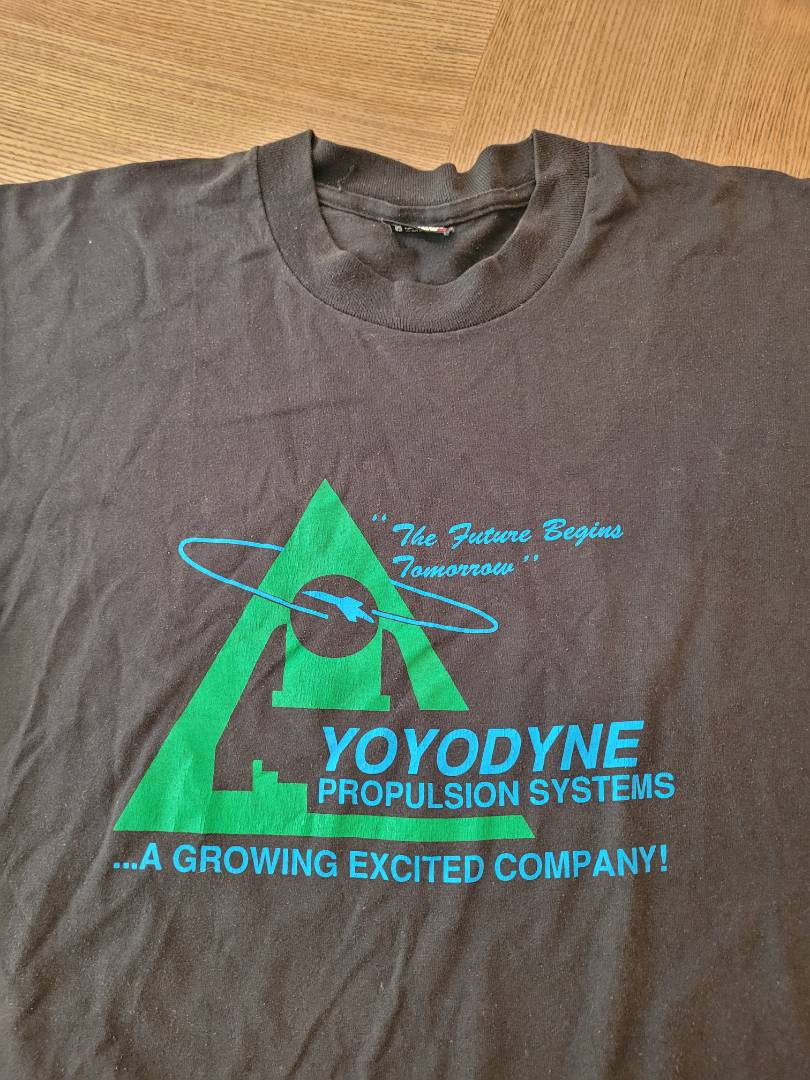 “The Future Begins
Tomorrow”
YOYODYNE
PROPULSION SYSTEMS
...A GROWING EXCITED COMPANY!